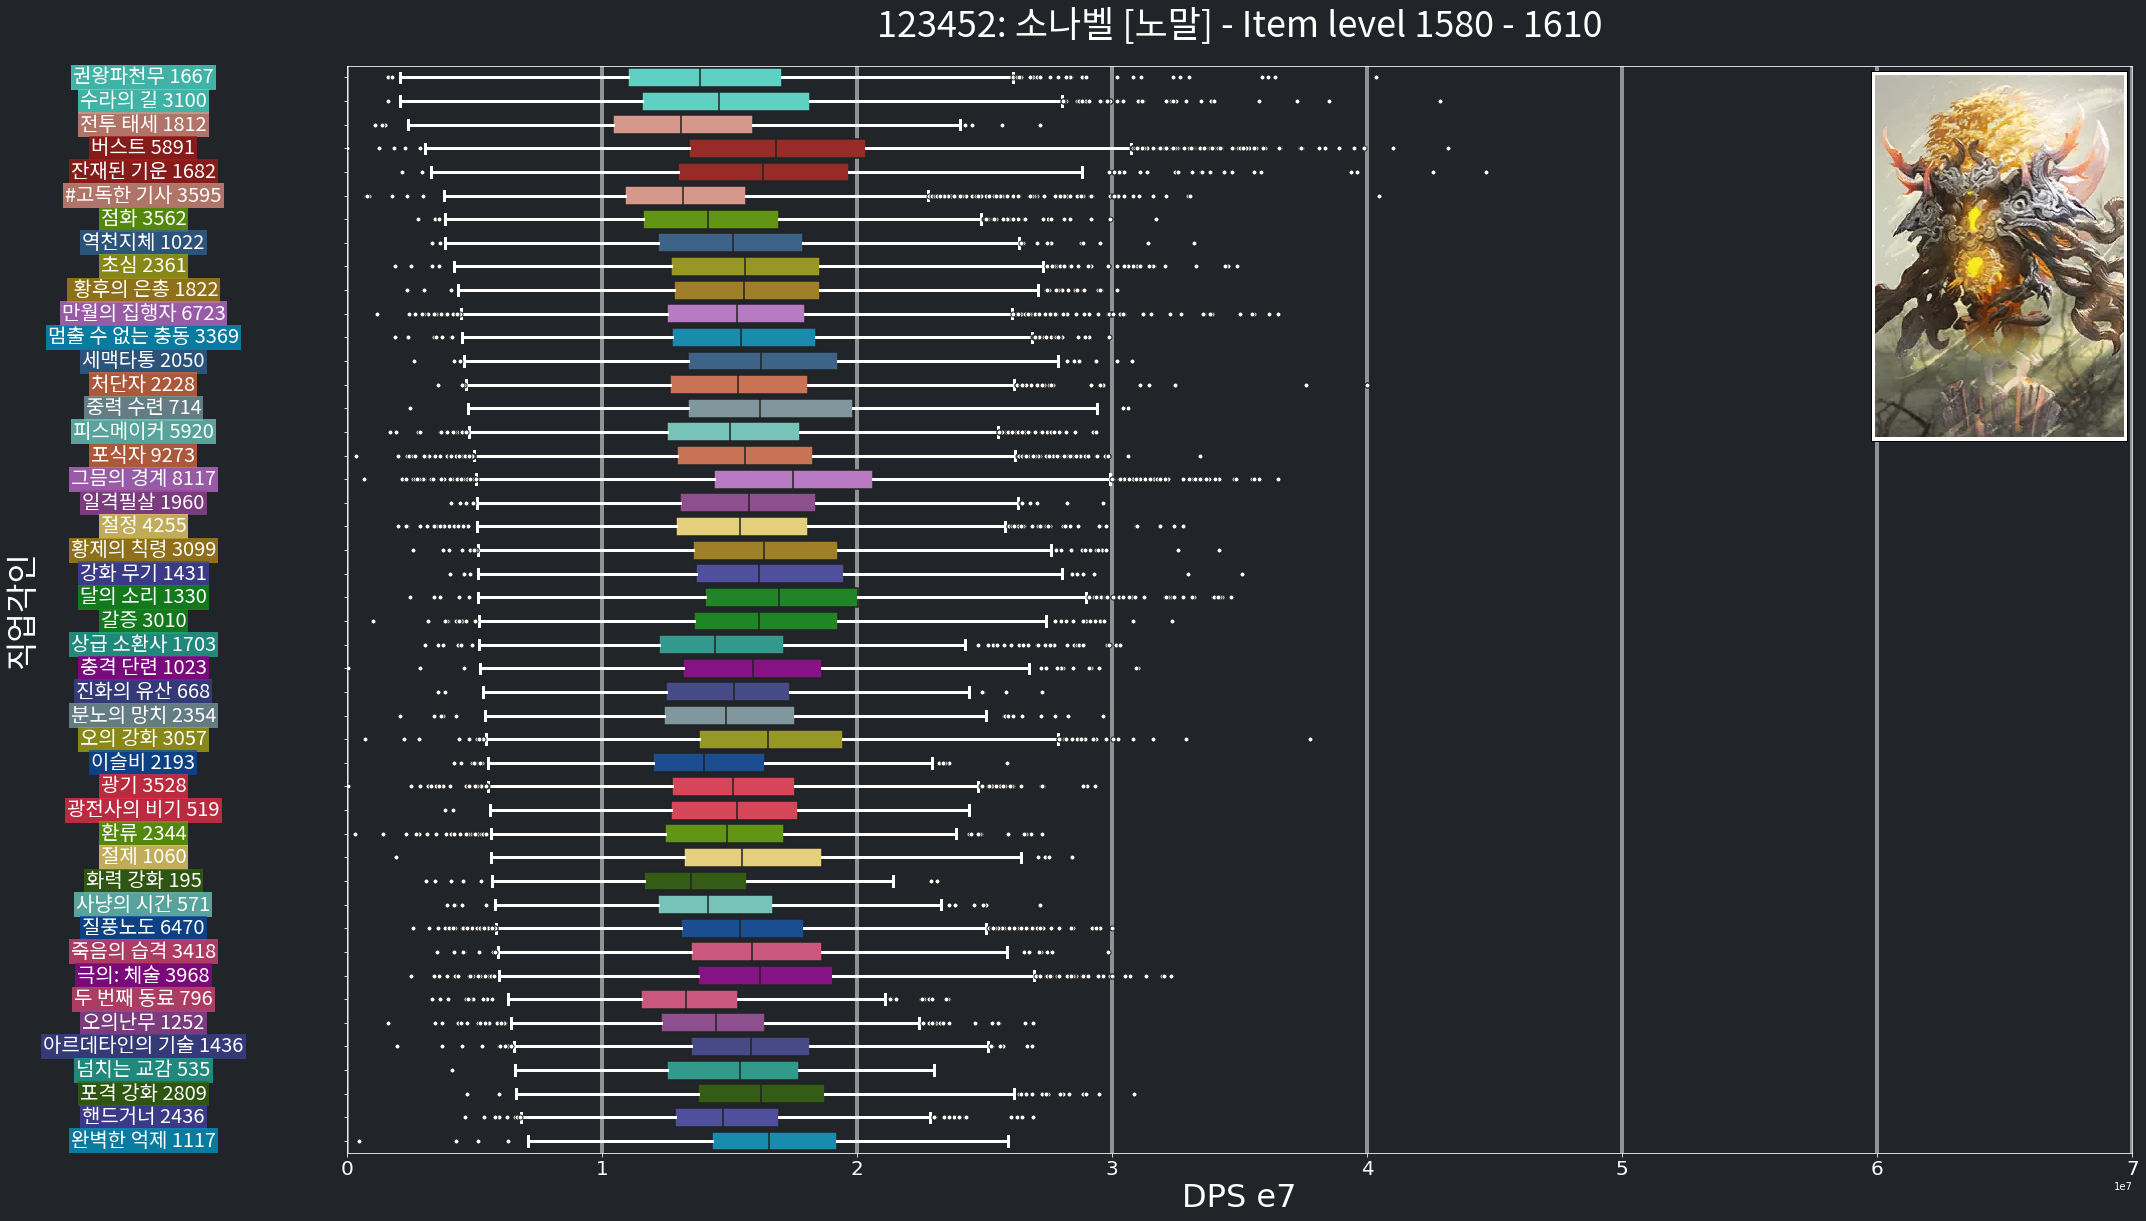 123452: 소나벨 [노말] - Item level 1580 - 1610
권왕파천무 1667
수라의 길 3100
전투 태세 1812
버스트 5891
잔재된 기운 1682
#고독한 기사 3595
점화 3562
역천지체 1022
초심 2361
황후의 은총 1822
만월의 집행자 6723
멈출 수 없는 충동 3369
세맥타통 2050
처단자 2228
중력 수련 714
피스메이커 5920
포식자 9273
그믐의 경계 8117
일격필살 1960
절정 4255
황제의 칙령 3099
강화 무기 1431
달의 소리 1330
갈증 3010
상급 소환사 1703
충격 단련 1023
진화의 유산 668
분노의 망치 2354
오의 강화 3057
이슬비 2193
광기 3528
광전사의 비기 519
환류 2344
절제 1060
화력 강화 195
사냥의 시간 571
질풍노도 6470
죽음의 습격 3418
극의: 체술 3968
두 번째 동료 796
오의난무 1252
아르데타인의 기술 1436
넘치는 교감 535
포격 강화 2809
핸드거너 2436
완벽한 억제 1117
직업각인
0 1 2 3 4 5 6 7
1e7
DPS e7